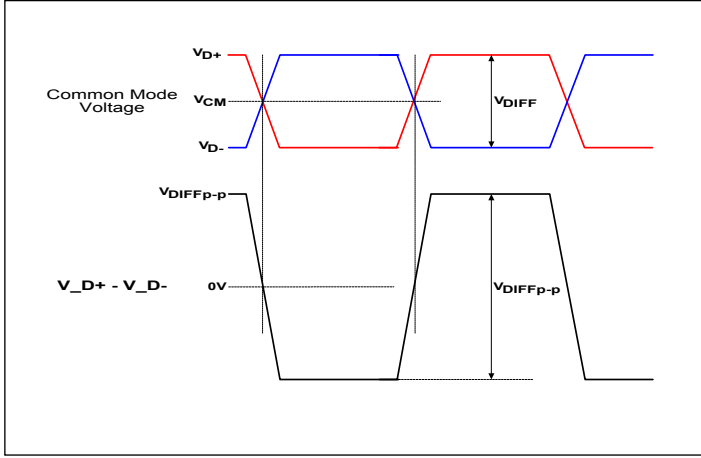 VD+
Common Mode
Voltage
VCM
VDIFF
VD-
VDIFFp-p
V_D+ - V_D-
0V
VDIFFp-p